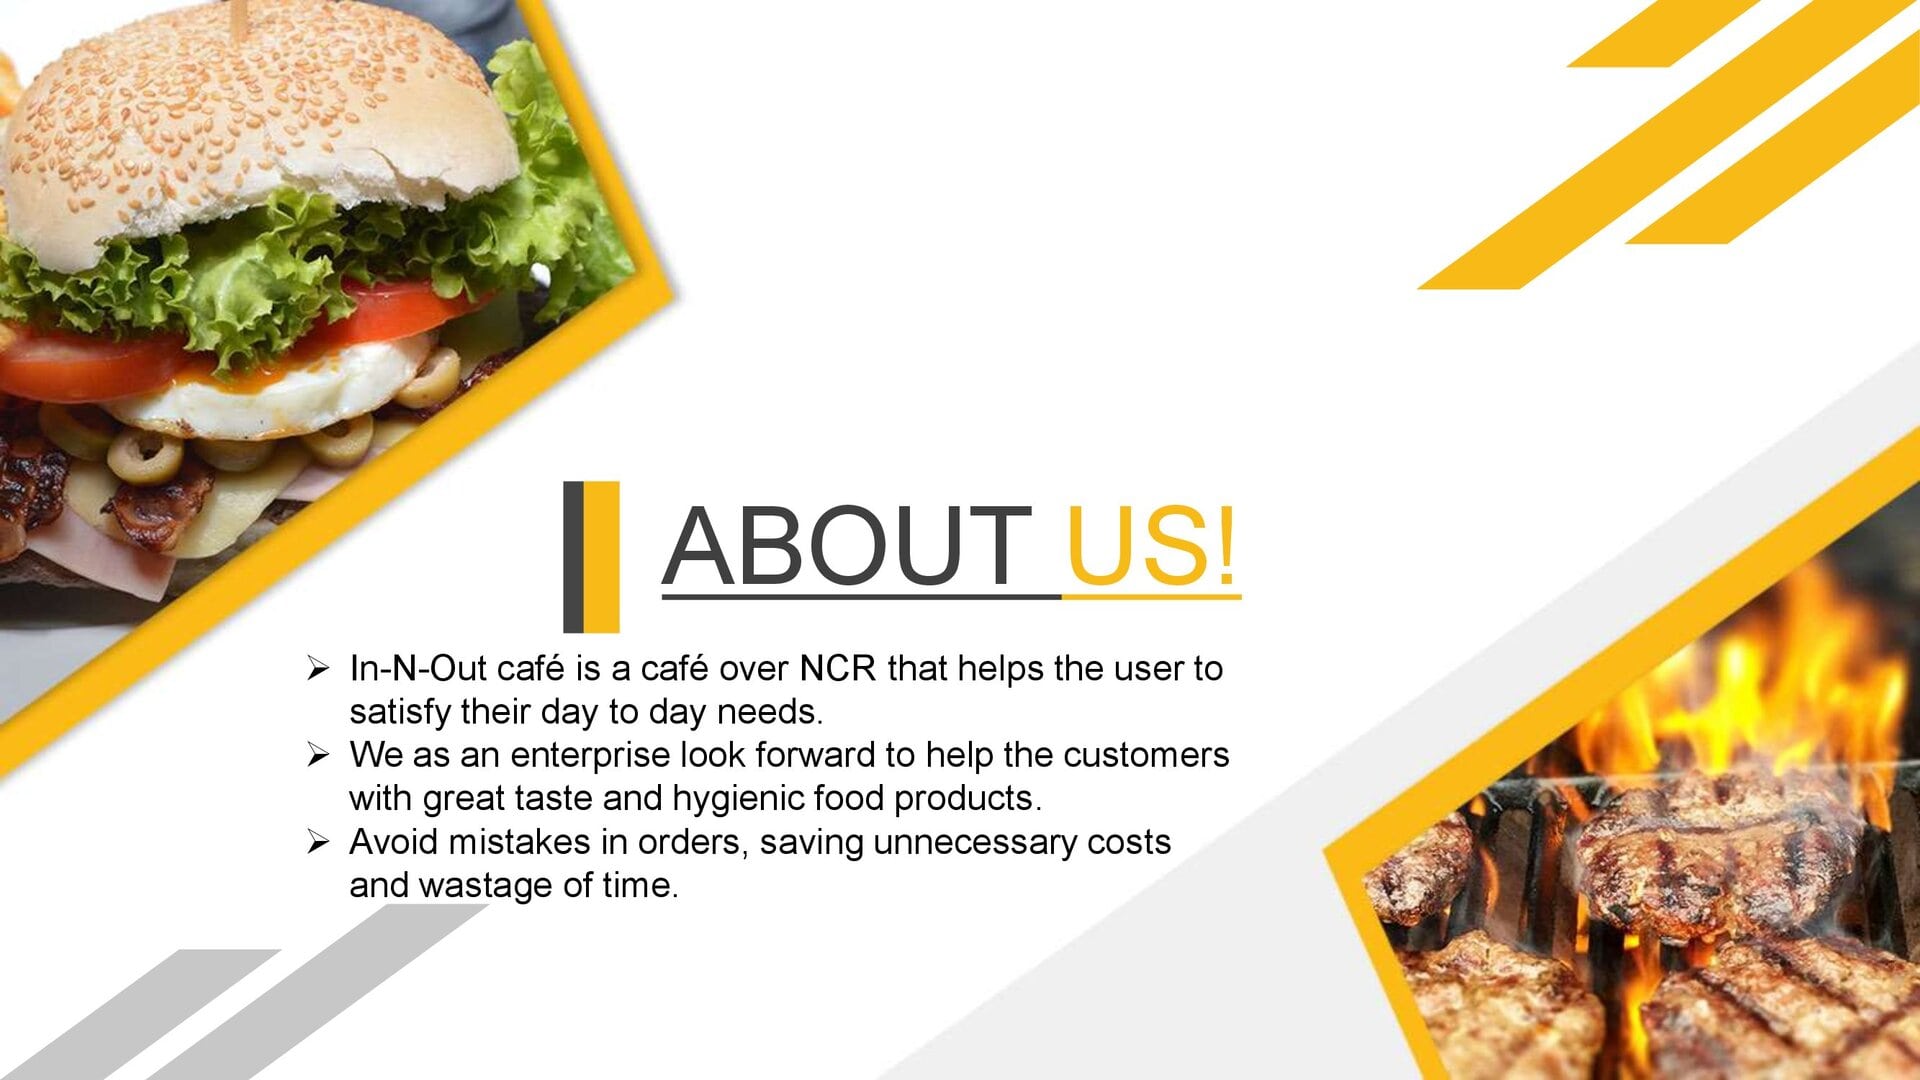 ABOUT US!
➢ In-N-Out café is a café over NCR that helps the user to
satisfy their day to day needs.
➢ We as an enterprise look forward to help the customers
with great taste and hygienic food products.
➢ Avoid mistakes in orders, saving unnecessary costs
and wastage of time.